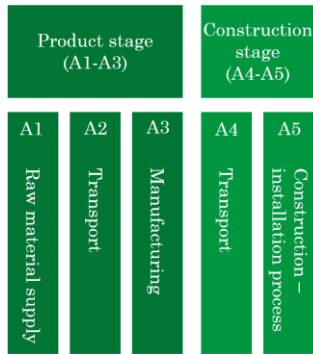 Product stage
(A1-A3)
Construction
stage
(A4-A5)
A1
Raw material supply
A2
Transport
A3
Manufacturing
A4
Transport
A5
Construction –
installation process